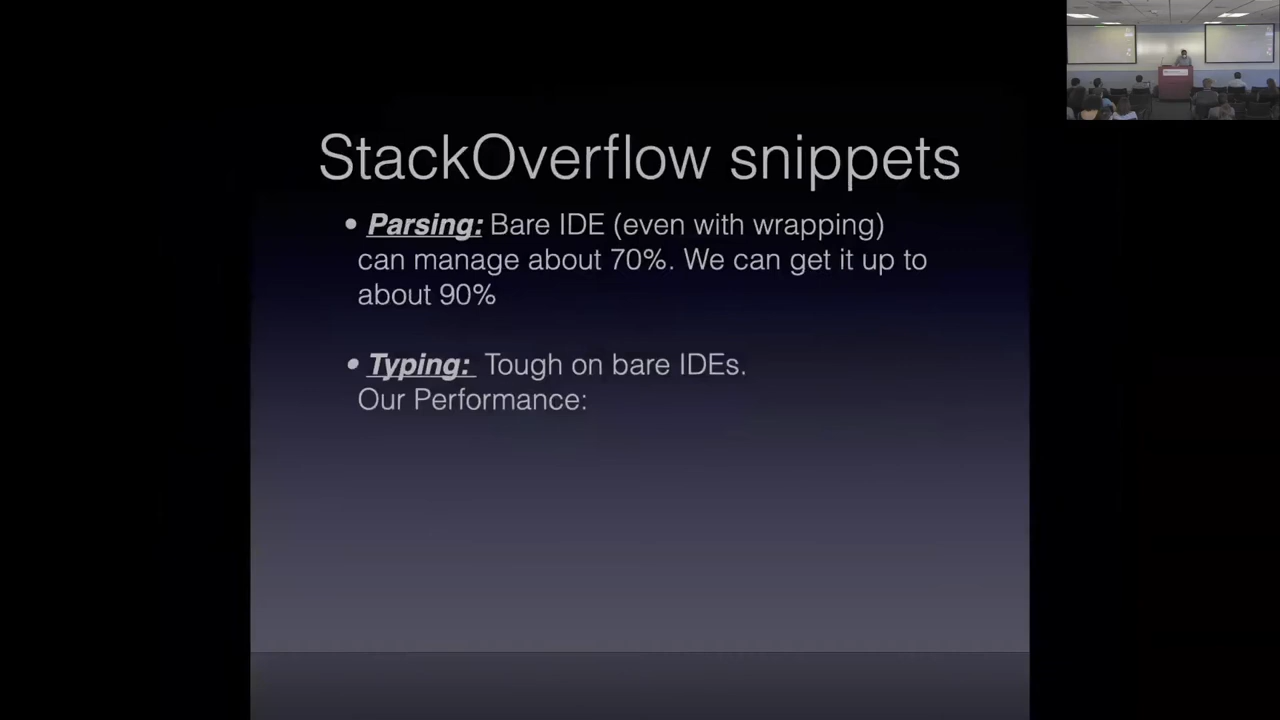 StackOverflow snippets
• Parsing: Bare IDE (even with wrapping)
can manage about 70%. We can get it up to
about 90%
• Typing: Tough on bare IDEs.
Our Performance: